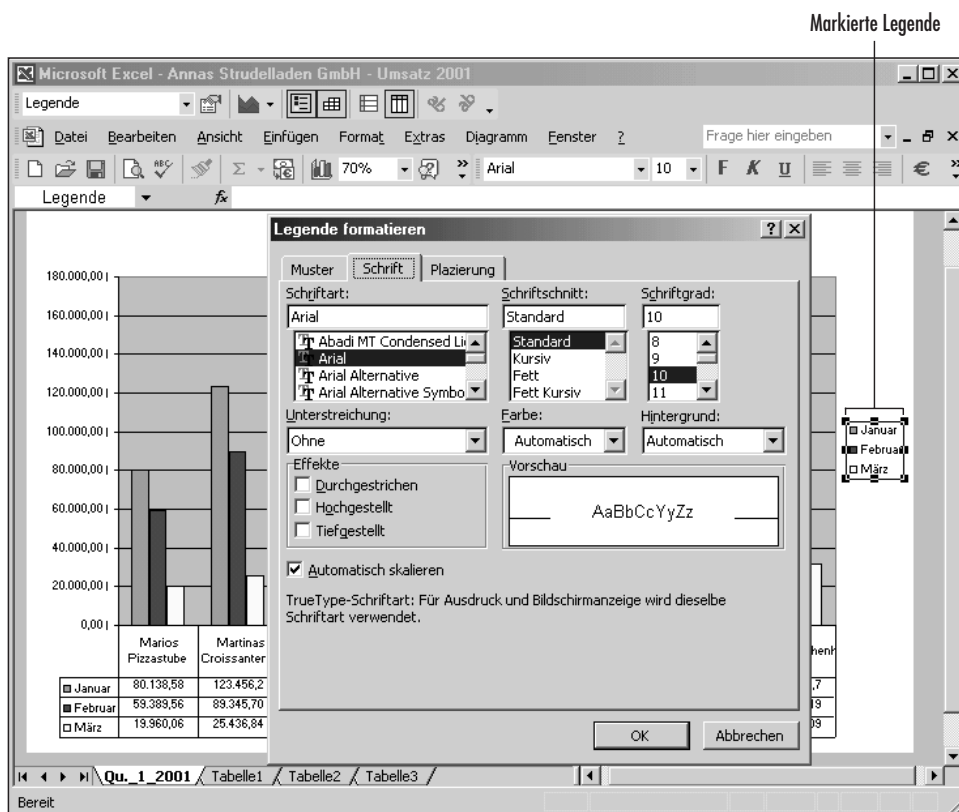 Markierte Legende
Microsoft Excel - Annas Strudelladen GmbH - Umsatz 2001
Legende
Datei Bearbeiten Ansicht Einfügen Format Extras Diagramm Fenster ? Frage hier eingeben
70% Arial 10 F K U €
Legende fx
Legende formatieren
Muster Schrift Plazierung
Schriftart: Schriftschnitt: Schriftgrad:
Arial Standard 10
Abadi MT Condensed Standard 8
Arial Kursiv 9
Arial Alternative Fett 10
Arial Alternative Symbo Fett Kursiv 11
Unterstreichung: Farbe: Hintergrund:
Ohne Automatisch Automatisch
Effekte Vorschau
Durchgestrichen
Hochgestellt
Tiefgestellt
AaBbCcYyZz
Automatisch skalieren
TrueType-Schriftart: Für Ausdruck und Bildschirmanzeige wird dieselbe
Schriftart verwendet.
OK Abbrechen
180.000,00
160.000,00
140.000,00
120.000,00
100.000,00
80.000,00
60.000,00
40.000,00
20.000,00
0,00
Januar
Februar
März
Marios Martinas
Pizzastube Croissanter
Januar 80.138,58 123.456,2
Februar 59.389,56 89.345,70
März 19.960,06 25.436,84
Qu._1_2001 Tabelle1 Tabelle2 Tabelle3
Bereit